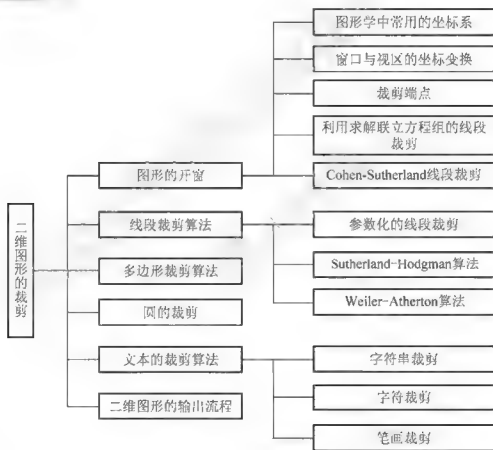 图形学中常用的坐标系
窗口与视区的坐标变换
裁剪端点
利用求解联立方程组的线段
裁剪
图形的开窗
Cohen-Sutherland线段裁剪
二维图形的裁剪
线段裁剪算法
参数化的线段裁剪
多边形裁剪算法
Sutherland-Hodgman算法
圆的裁剪
Weiler-Atherton算法
文本的裁剪算法
字符串裁剪
二维图形的输出流程
字符裁剪
笔画裁剪